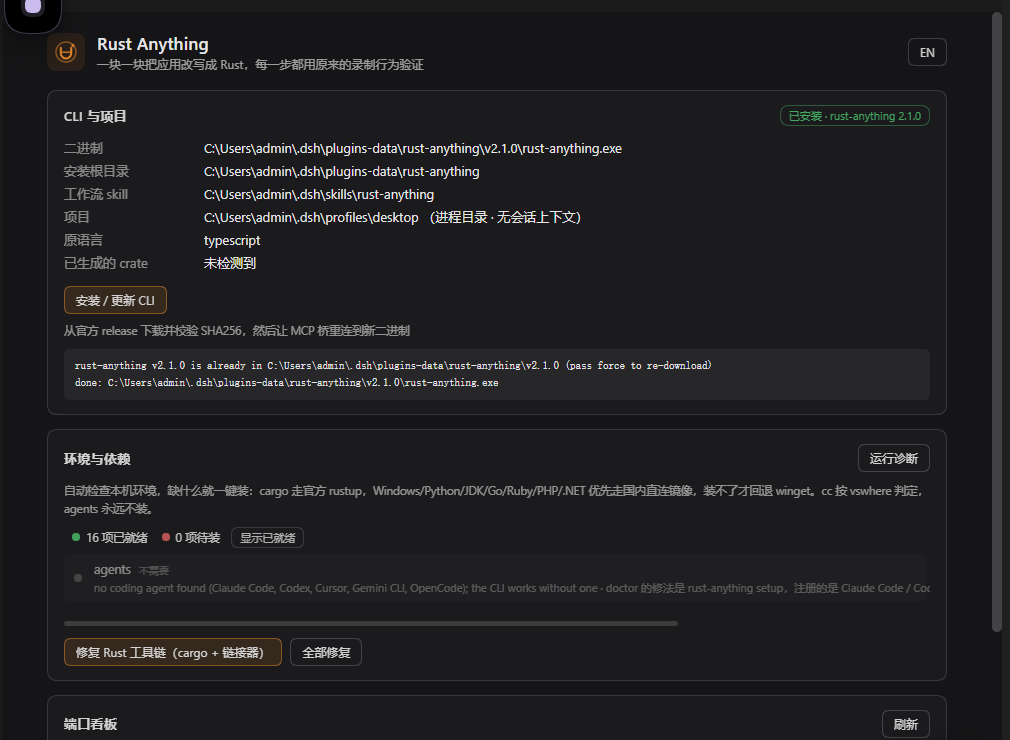 Rust Anything
一块一块把应用改写成 Rust，每一步都用原来的录制行为验证
EN
CLI 与项目
已安装 · rust-anything 2.1.0
二进制 C:\Users\admin\.dsh\plugins-data\rust-anything\v2.1.0\rust-anything.exe
安装根目录 C:\Users\admin\.dsh\plugins-data\rust-anything
工作流 skill C:\Users\admin\.dsh\skills\rust-anything
项目 C:\Users\admin\.dsh\profiles\desktop （进程目录 · 无会话上下文）
原语言 typescript
已生成的 crate 未检测到
安装 / 更新 CLI
从官方 release 下载并校验 SHA256，然后让 MCP 桥重连到新二进制
rust-anything v2.1.0 is already in C:\Users\admin\.dsh\plugins-data\rust-anything\v2.1.0 (pass force to re-download)
done: C:\Users\admin\.dsh\plugins-data\rust-anything\v2.1.0\rust-anything.exe
环境与依赖
运行诊断
自动检查本机环境，缺什么就一键装：cargo 走官方 rustup，Windows/Python/JDK/Go/Ruby/PHP/.NET 优先走国内直连镜像，装不了才回退 winget。cc 按 vswhere 判定，
agents 永远不装。
16 项已就绪 0 项待装 显示已就绪
agents 不需要
no coding agent found (Claude Code, Codex, Cursor, Gemini CLI, OpenCode); the CLI works without one · doctor 的修法是 rust-anything setup，注册的是 Claude Code / Coc
修复 Rust 工具链（cargo + 链接器） 全部修复
端口看板
刷新